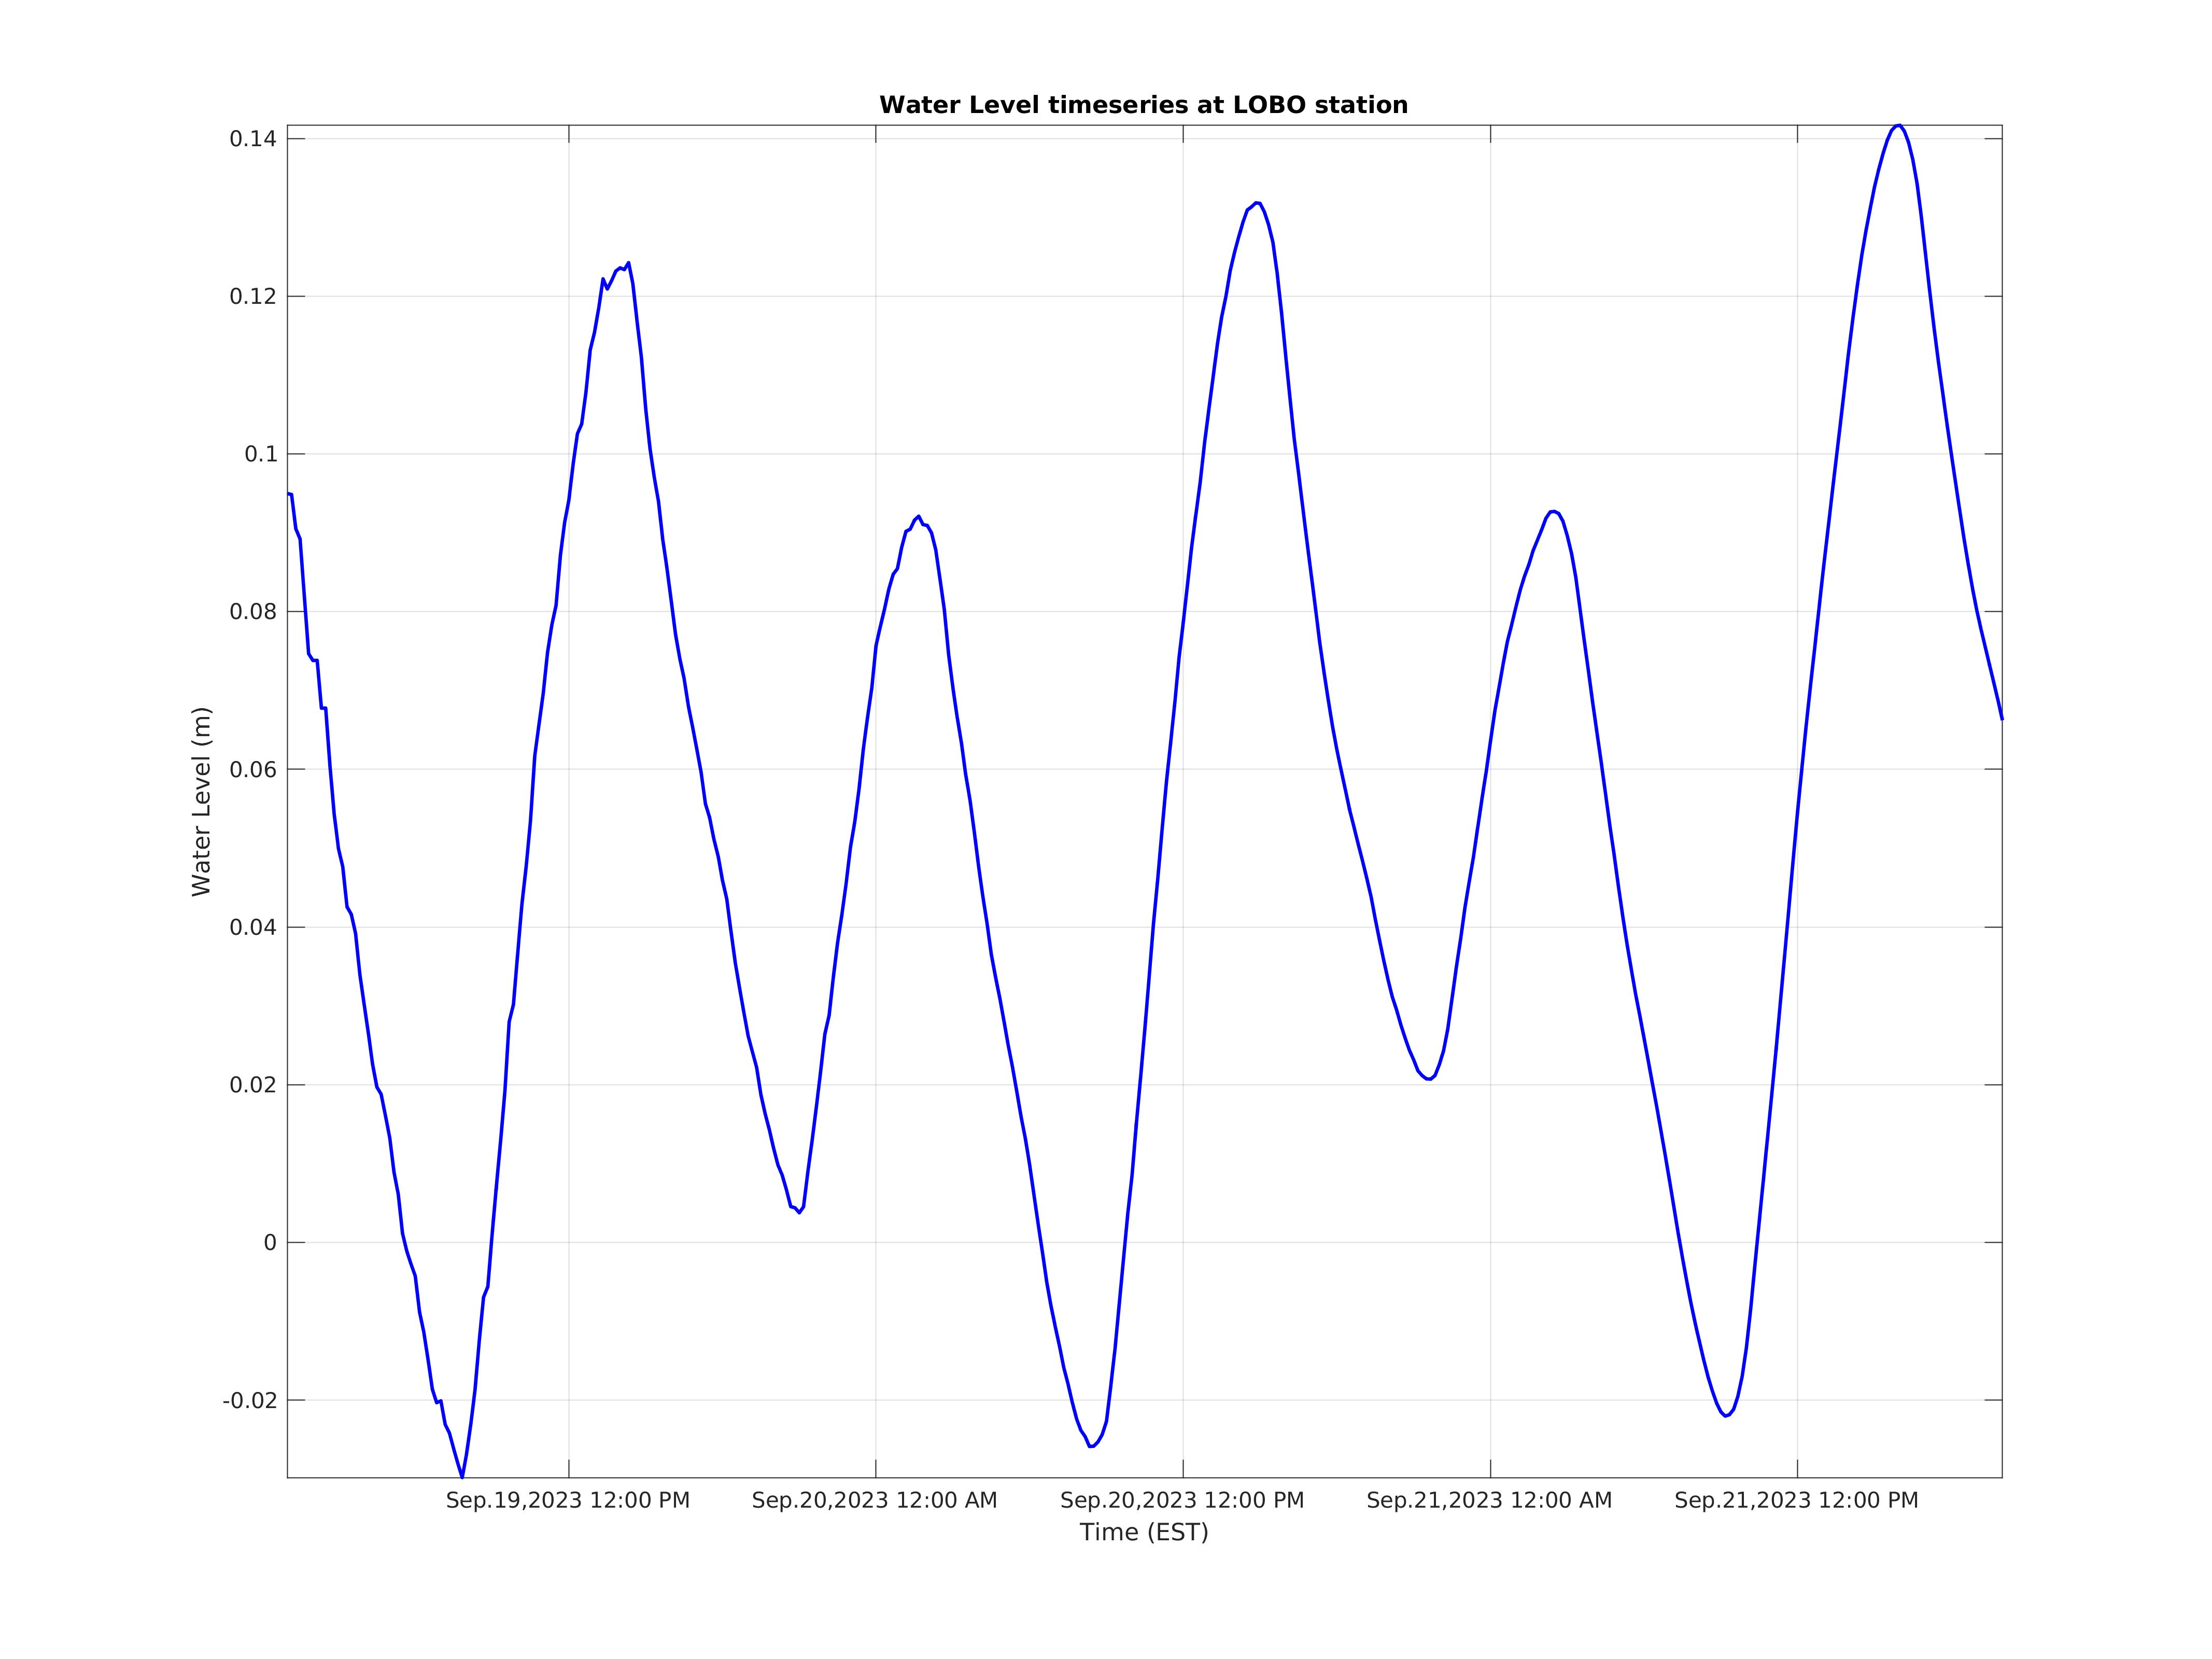 Water Level timeseries at LOBO station
0.14
0.12
0.1
0.08
0.06
0.04
0.02
0
-0.02
Water Level (m)
Sep.19,2023 12:00 PM
Sep.20,2023 12:00 AM
Sep.20,2023 12:00 PM
Sep.21,2023 12:00 AM
Sep.21,2023 12:00 PM
Time (EST)